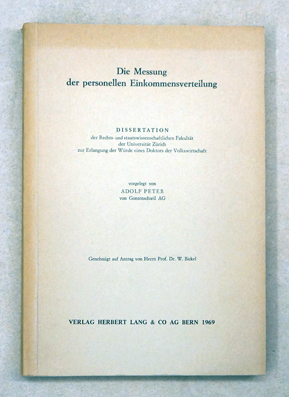 Die Messung
der personellen Einkommensverteilung
DISSERTATION
der Rechts- und staatswissenschaftlichen Fakultät
der Universität Zürich
zur Erlangung der Würde eines Doktors der Volkswirtschaft
vorgelegt von
ADOLF PETER
von Gontenschwil AG
Genehmigt auf Antrag von Herrn Prof. Dr. W. Bickel
VERLAG HERBERT LANG & CO AG BERN 1969